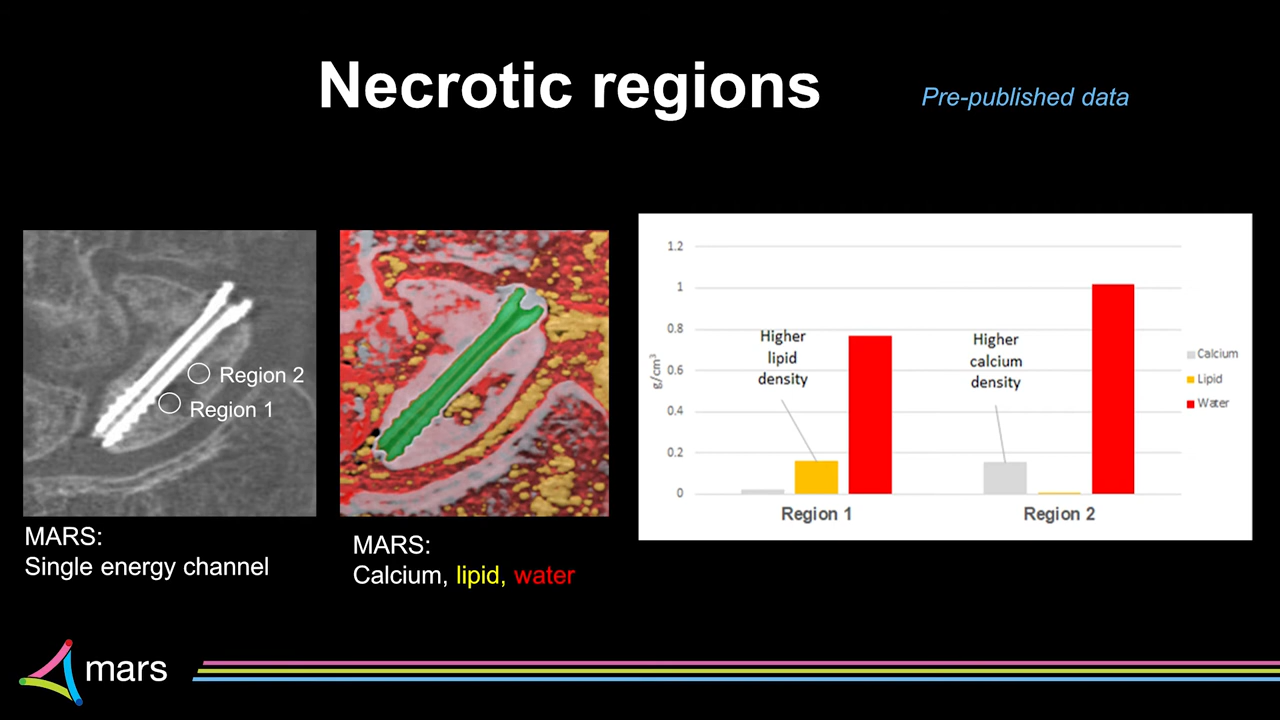 Necrotic regions
Pre-published data
Region 2
Region 1
MARS:
Single energy channel
MARS:
Calcium, lipid, water
1.2
1
0.8
0.6
0.4
0.2
0
g/cm³
Higher
lipid
density
Higher
calcium
density
Region 1
Region 2
Calcium
Lipid
Water
mars